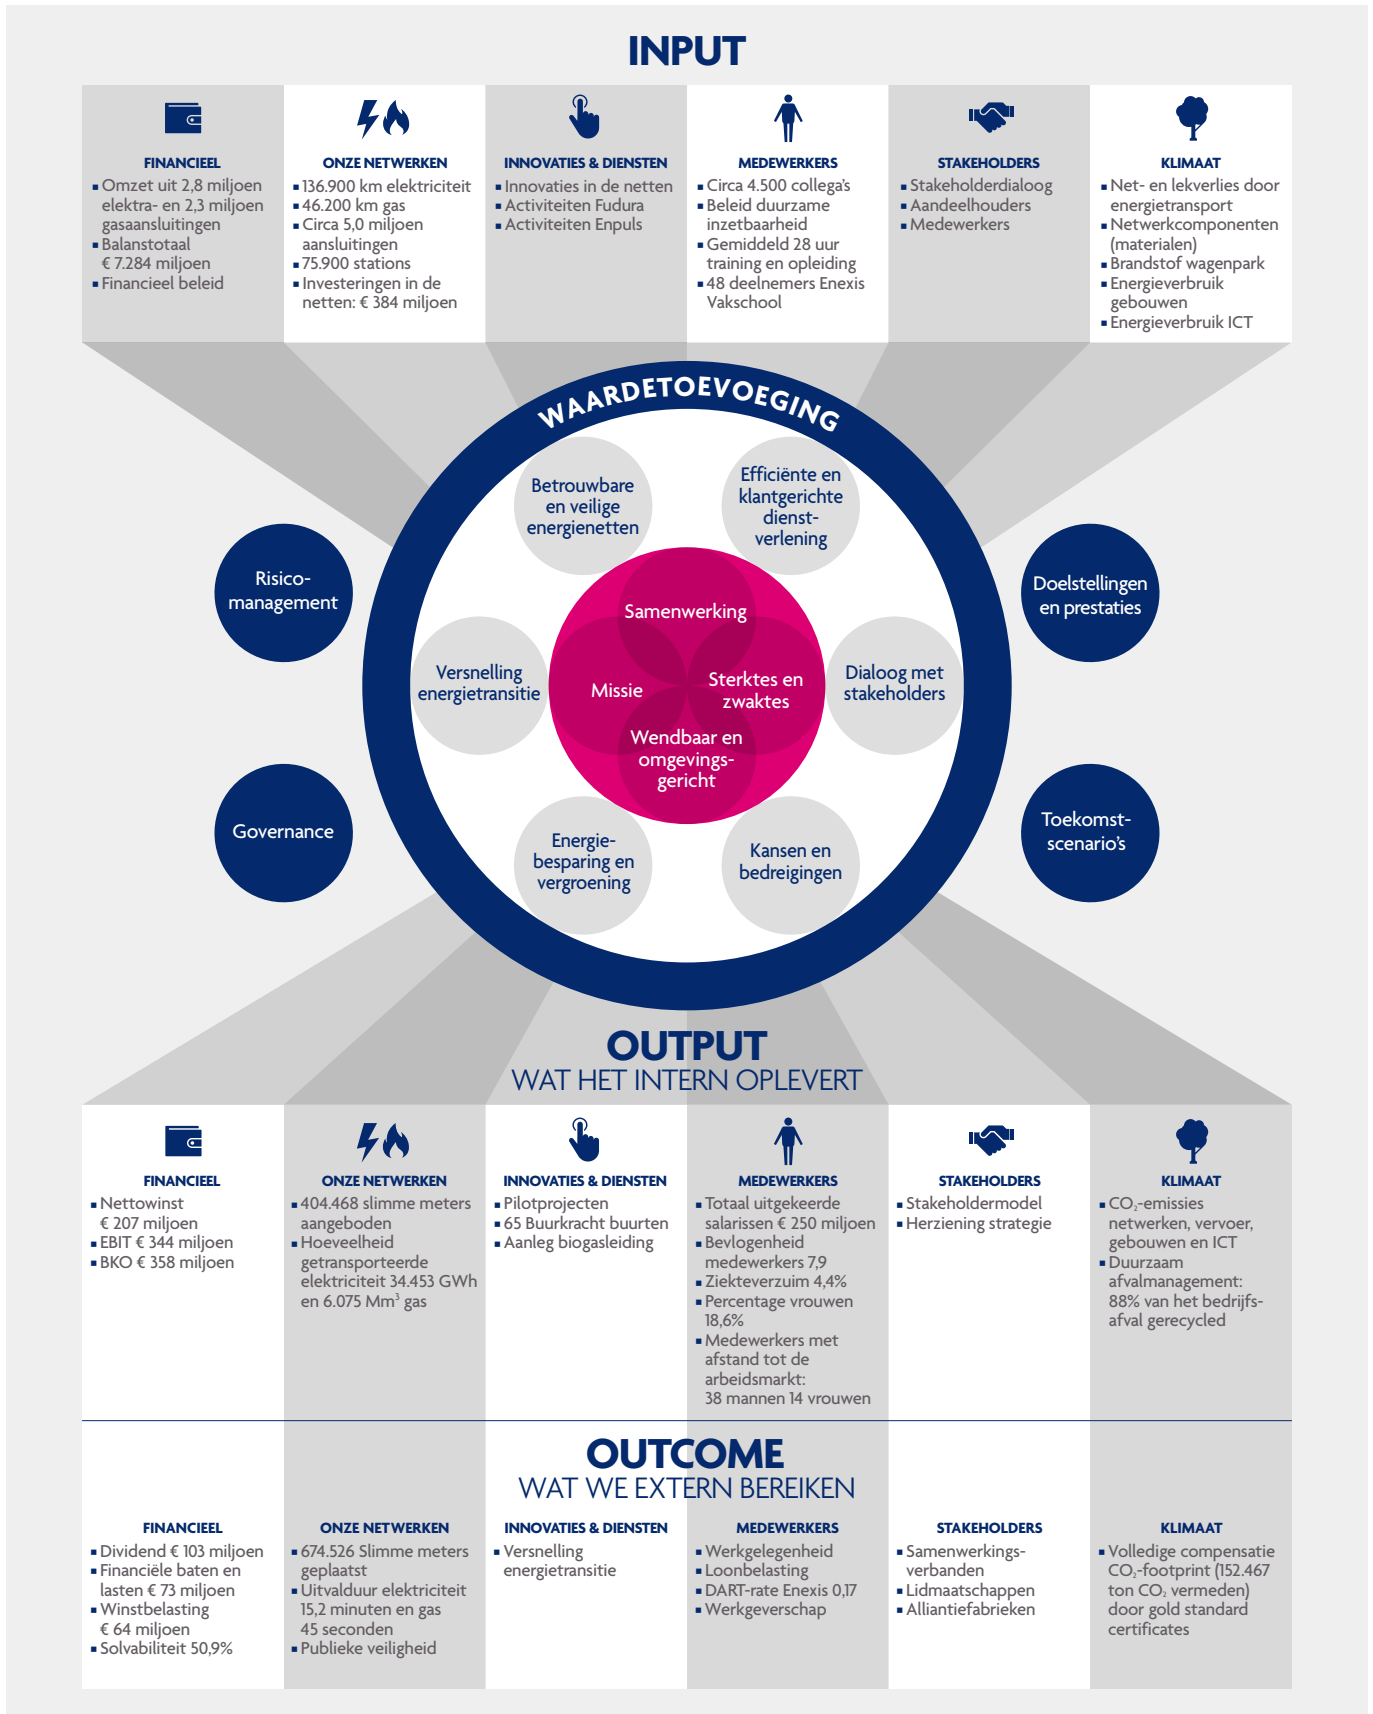 INPUT
FINANCIEEL
▪ Omzet uit 2,8 miljoen
elektra- en 2,3 miljoen
gasaansluitingen
▪ Balanstotaal
€ 7.284 miljoen
▪ Financieel beleid
ONZE NETWERKEN
▪ 136.900 km elektriciteit
▪ 46.200 km gas
▪ Circa 5,0 miljoen
aansluitingen
▪ 75.900 stations
▪ Investeringen in de
netten: € 384 miljoen
INNOVATIES & DIENSTEN
▪ Innovaties in de netten
▪ Activiteiten Fudura
▪ Activiteiten Enpuls
MEDEWERKERS
▪ Circa 4.500 collega's
▪ Beleid duurzame
inzetbaarheid
▪ Gemiddeld 28 uur
training en opleiding
▪ 48 deelnemers Enexis
Vakschool
STAKEHOLDERS
▪ Stakeholderdialoog
▪ Aandeelhouders
▪ Medewerkers
KLIMAAT
▪ Net- en lekverlies door
energietransport
▪ Netwerkcomponenten
(materialen)
▪ Brandstof wagenpark
▪ Energieverbruik
gebouwen
▪ Energieverbruik ICT
WAARDETOEVOEGING
Betrouwbare
en veilige
energienetten
Efficiënte en
klantgerichte
dienst-
verlening
Risico-
management
Doelstellingen
en prestaties
Samenwerking
Versnelling
energietransitie
Missie
Sterktes en
zwaktes
Dialoog met
stakeholders
Wendbaar en
omgevings-
gericht
Governance
Toekomst-
scenario's
Energie-
besparing en
vergroening
Kansen en
bedreigingen
OUTPUT
WAT HET INTERN OPLEVERT
FINANCIEEL
▪ Nettowinst
€ 207 miljoen
▪ EBIT € 344 miljoen
▪ BKO € 358 miljoen
ONZE NETWERKEN
▪ 404.468 slimme meters
aangeboden
▪ Hoeveelheid
getransporteerde
elektriciteit 34.453 GWh
en 6.075 Mm³ gas
INNOVATIES & DIENSTEN
▪ Pilotprojecten
▪ 65 Buurkracht buurten
▪ Aanleg biogasleiding
MEDEWERKERS
▪ Totaal uitgekeerde
salarissen € 250 miljoen
▪ Bevlogenheid
medewerkers 7,9
▪ Ziekteverzuim 4,4%
▪ Percentage vrouwen
18,6%
▪ Medewerkers met
afstand tot de
arbeidsmarkt:
38 mannen 14 vrouwen
STAKEHOLDERS
▪ Stakeholdermodel
▪ Herziening strategie
KLIMAAT
▪ CO₂-emissies
netwerken, vervoer,
gebouwen en ICT
▪ Duurzaam
afvalmanagement:
88% van het bedrijfs-
afval gerecycled
OUTCOME
WAT WE EXTERN BEREIKEN
FINANCIEEL
▪ Dividend € 103 miljoen
▪ Financiële baten en
lasten € 73 miljoen
▪ Winstbelasting
€ 64 miljoen
▪ Solvabiliteit 50,9%
ONZE NETWERKEN
▪ 674.526 Slimme meters
geplaatst
▪ Uitvalduur elektriciteit
15,2 minuten en gas
45 seconden
▪ Publieke veiligheid
INNOVATIES & DIENSTEN
▪ Versnelling
energietransitie
MEDEWERKERS
▪ Werkgelegenheid
▪ Loonbelasting
▪ DART-rate Enexis 0,17
▪ Werkgeverschap
STAKEHOLDERS
▪ Samenwerkings-
verbanden
▪ Lidmaatschappen
▪ Alliantiefabrieken
KLIMAAT
▪ Volledige compensatie
CO₂-footprint (152.467
ton CO₂ vermeden)
door gold standard
certificates